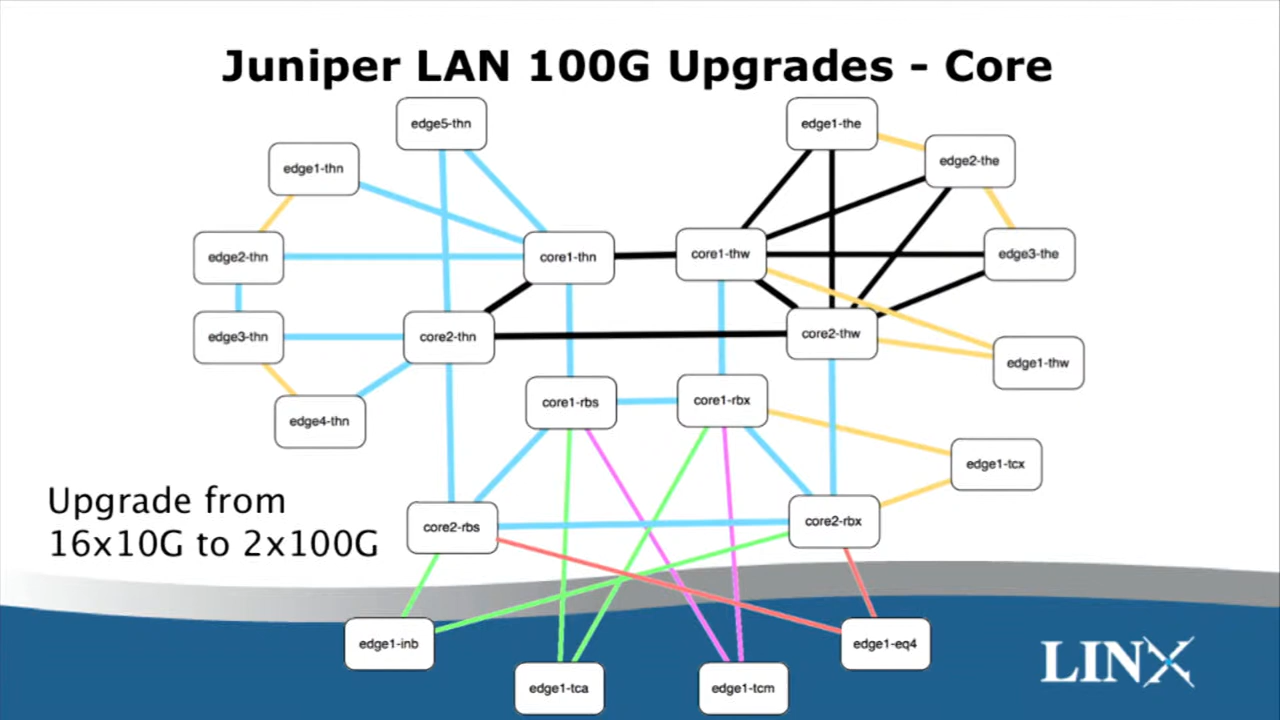 Juniper LAN 100G Upgrades - Core
edge5-thn
edge1-the
edge1-thn
edge2-the
edge2-thn
core1-thn
core1-thw
edge3-the
edge3-thn
core2-thn
core2-thw
edge1-thw
core1-rbs
core1-rbx
edge4-thn
edge1-tcx
Upgrade from
16x10G to 2x100G
core2-rbs
core2-rbx
edge1-inb
edge1-eq4
edge1-tca
edge1-tcm
LINX